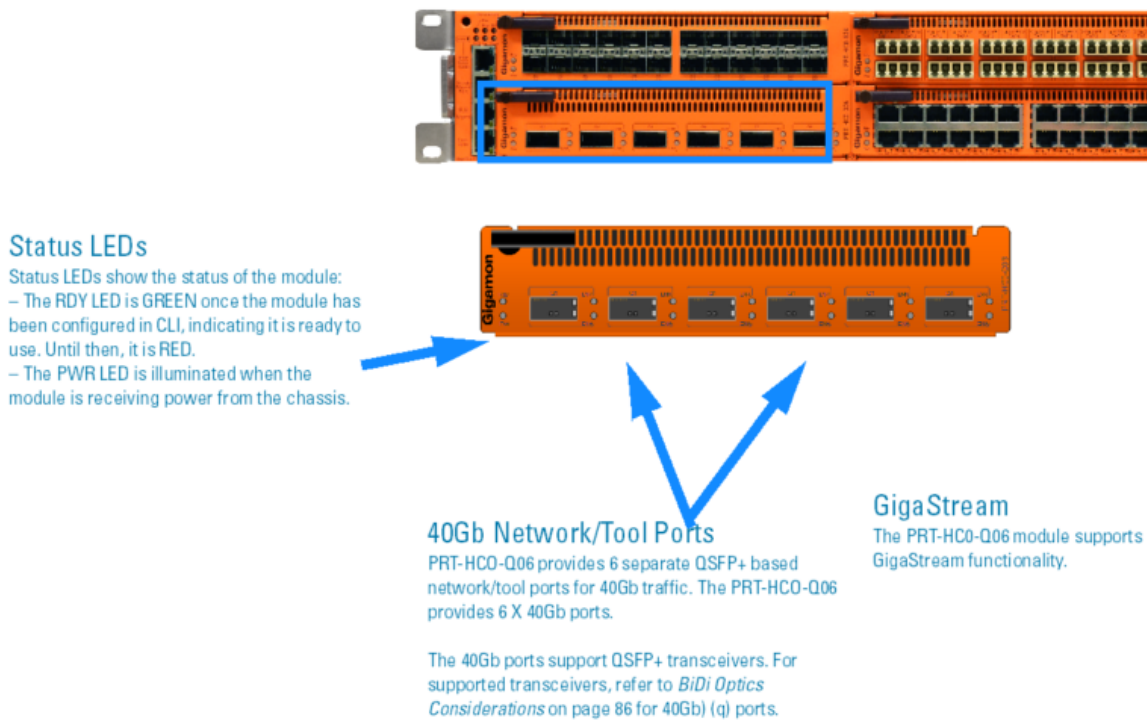 Gigamon
Gigamon
Gigamon
Gigamon
Gigamon
Status LEDs
Status LEDs show the status of the module:
– The RDY LED is GREEN once the module has
been configured in CLI, indicating it is ready to
use. Until then, it is RED.
– The PWR LED is illuminated when the
module is receiving power from the chassis.
40Gb Network/Tool Ports
PRT-HCO-Q06 provides 6 separate QSFP+ based
network/tool ports for 40Gb traffic. The PRT-HCO-Q06
provides 6 X 40Gb ports.
The 40Gb ports support QSFP+ transceivers. For
supported transceivers, refer to BiDi Optics
Considerations on page 86 for 40Gb) (q) ports.
GigaStream
The PRT-HC0-Q06 module supports
GigaStream functionality.